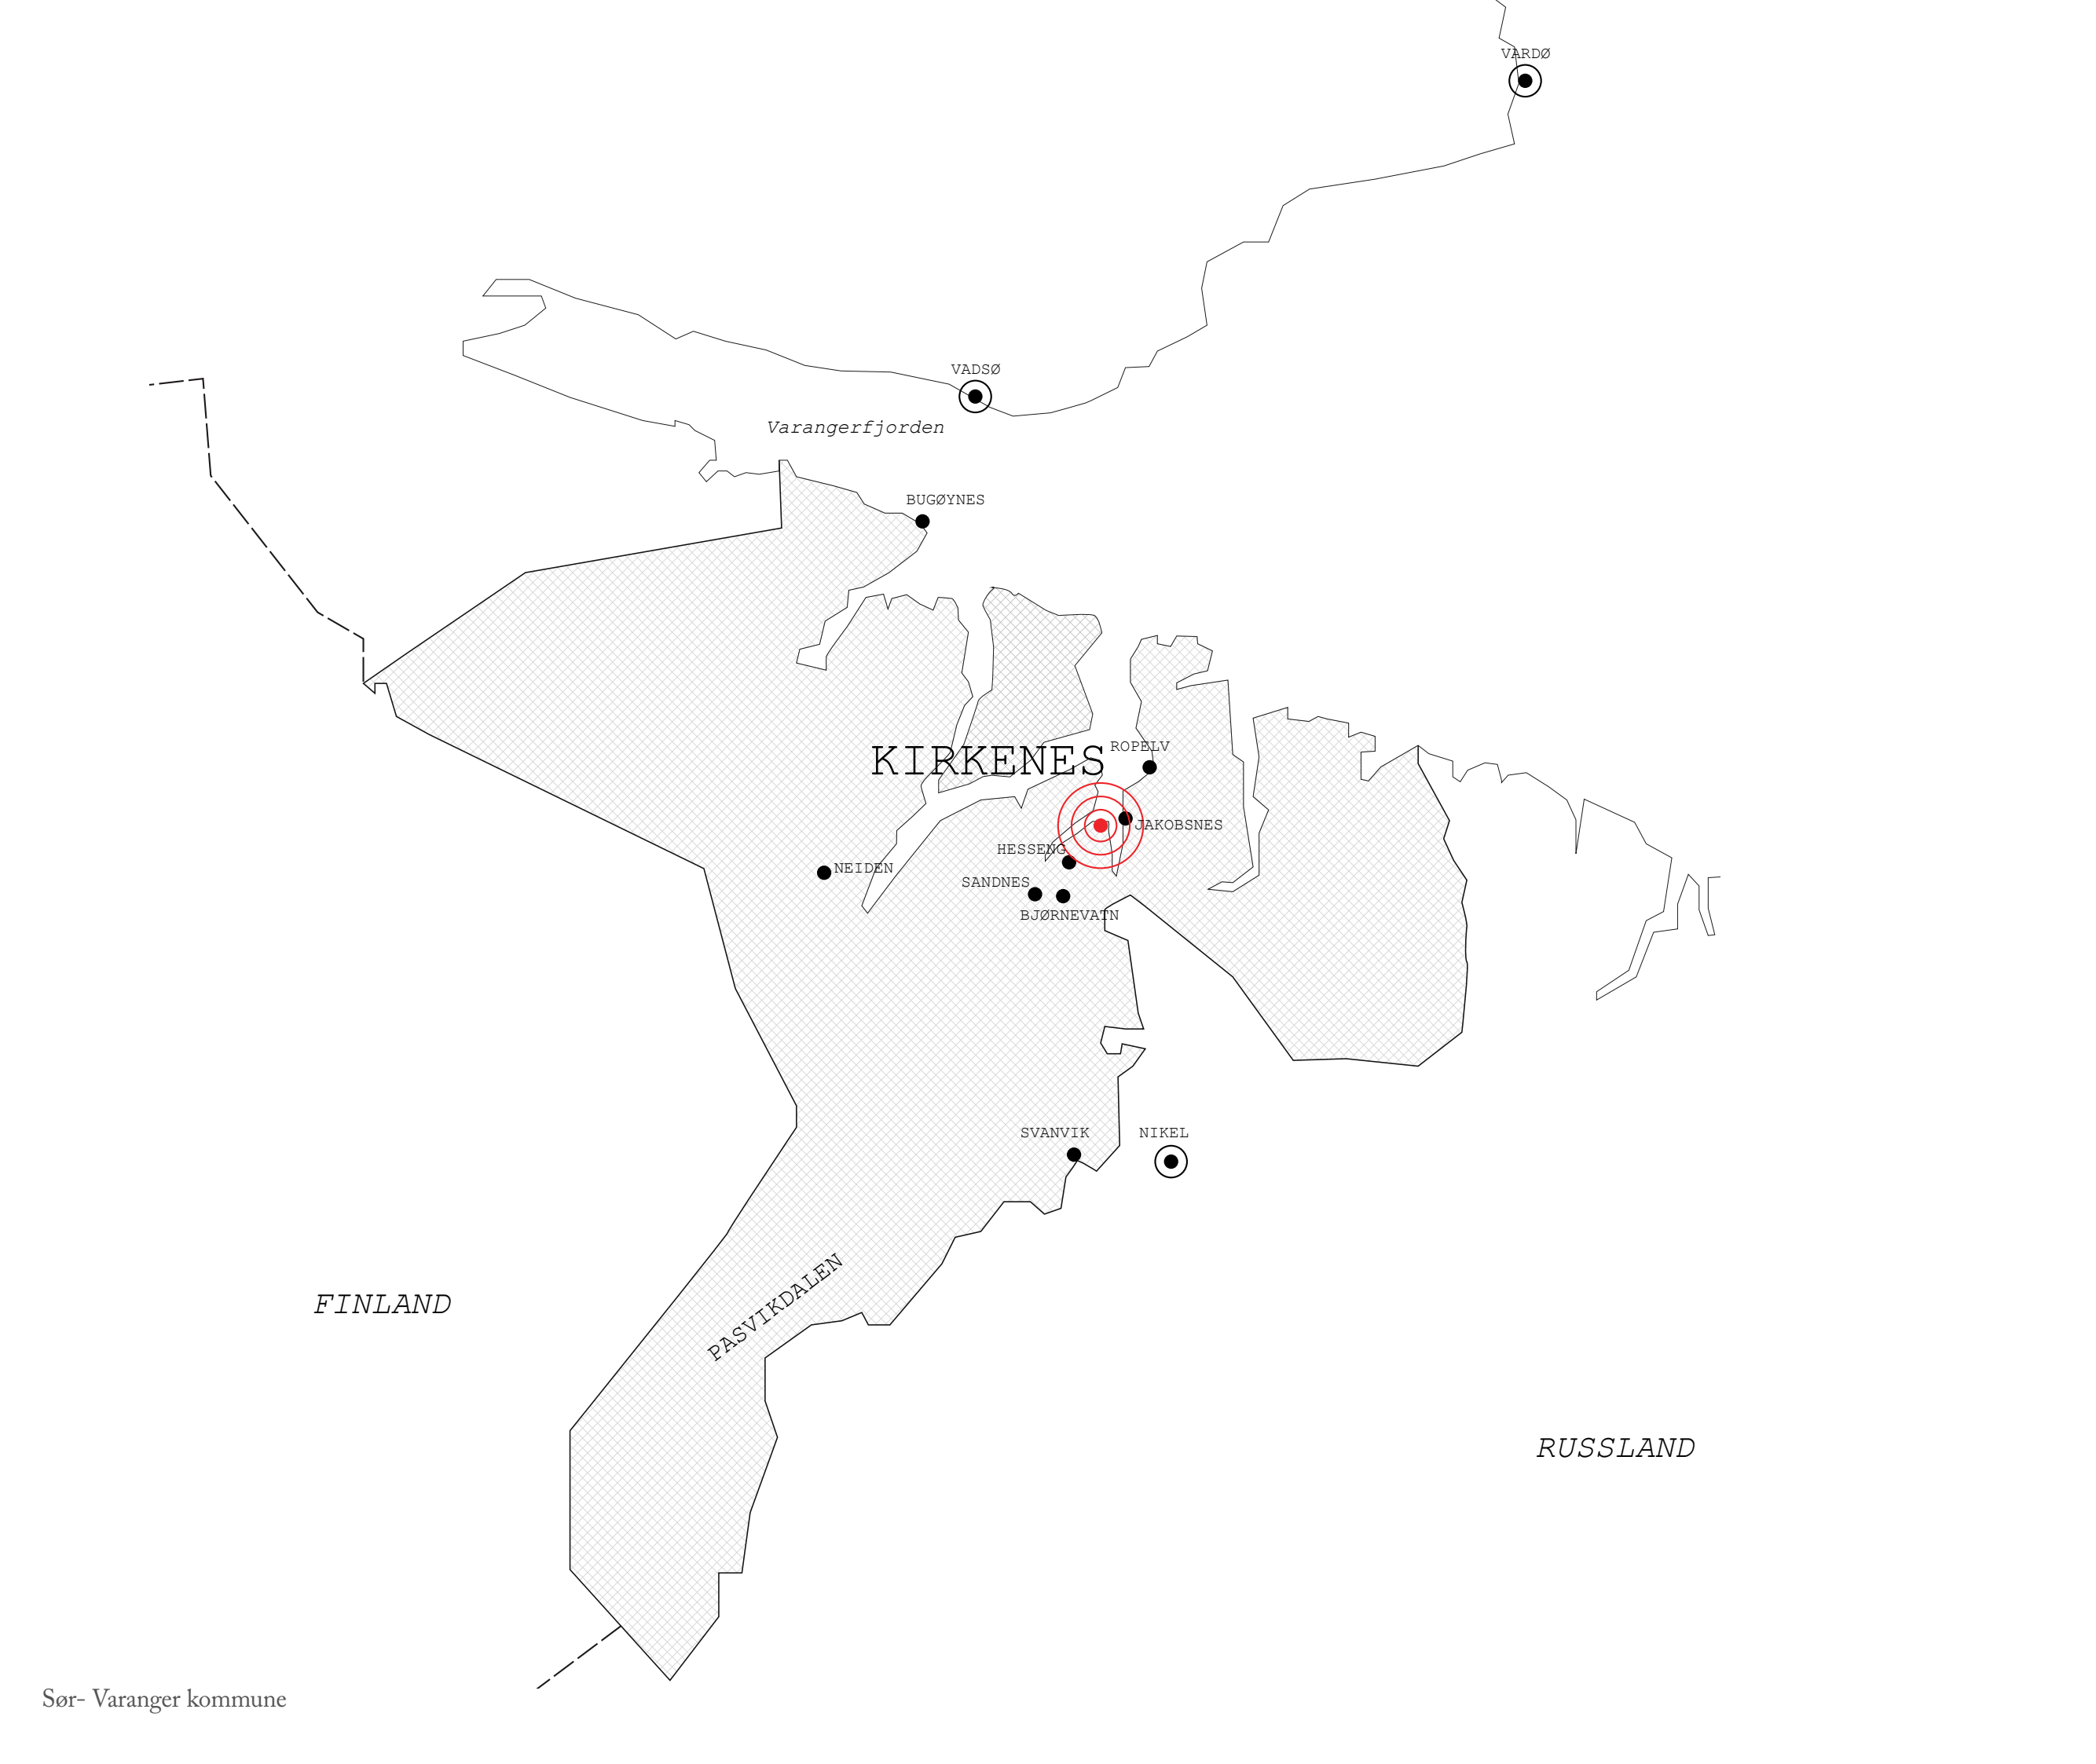 VARDØ
VADSØ
Varangerfjorden
BUGØYNES
KIRKENES
ROPELV
JAKOBSNES
HESSENG
NEIDEN
SANDNES
BJØRNEVATN
SVANVIK
NIKEL
PASVIKDALEN
FINLAND
RUSSLAND
Sør- Varanger kommune